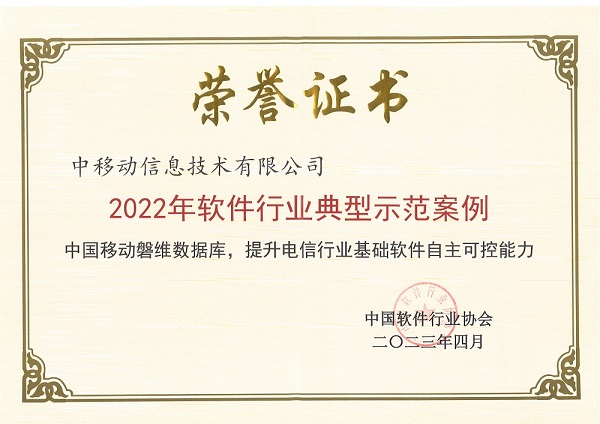 荣誉证书
中移动信息技术有限公司
2022年软件行业典型示范案例
中国移动磐维数据库，提升电信行业基础软件自主可控能力
中国软件行业协会
二〇二三年四月